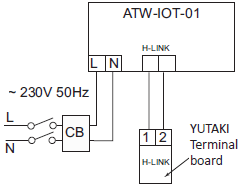 ATW-IOT-01
H-LINK
L N
~ 230V 50Hz
L
CB
N
1 2
H-LINK
YUTAKI
Terminal
board